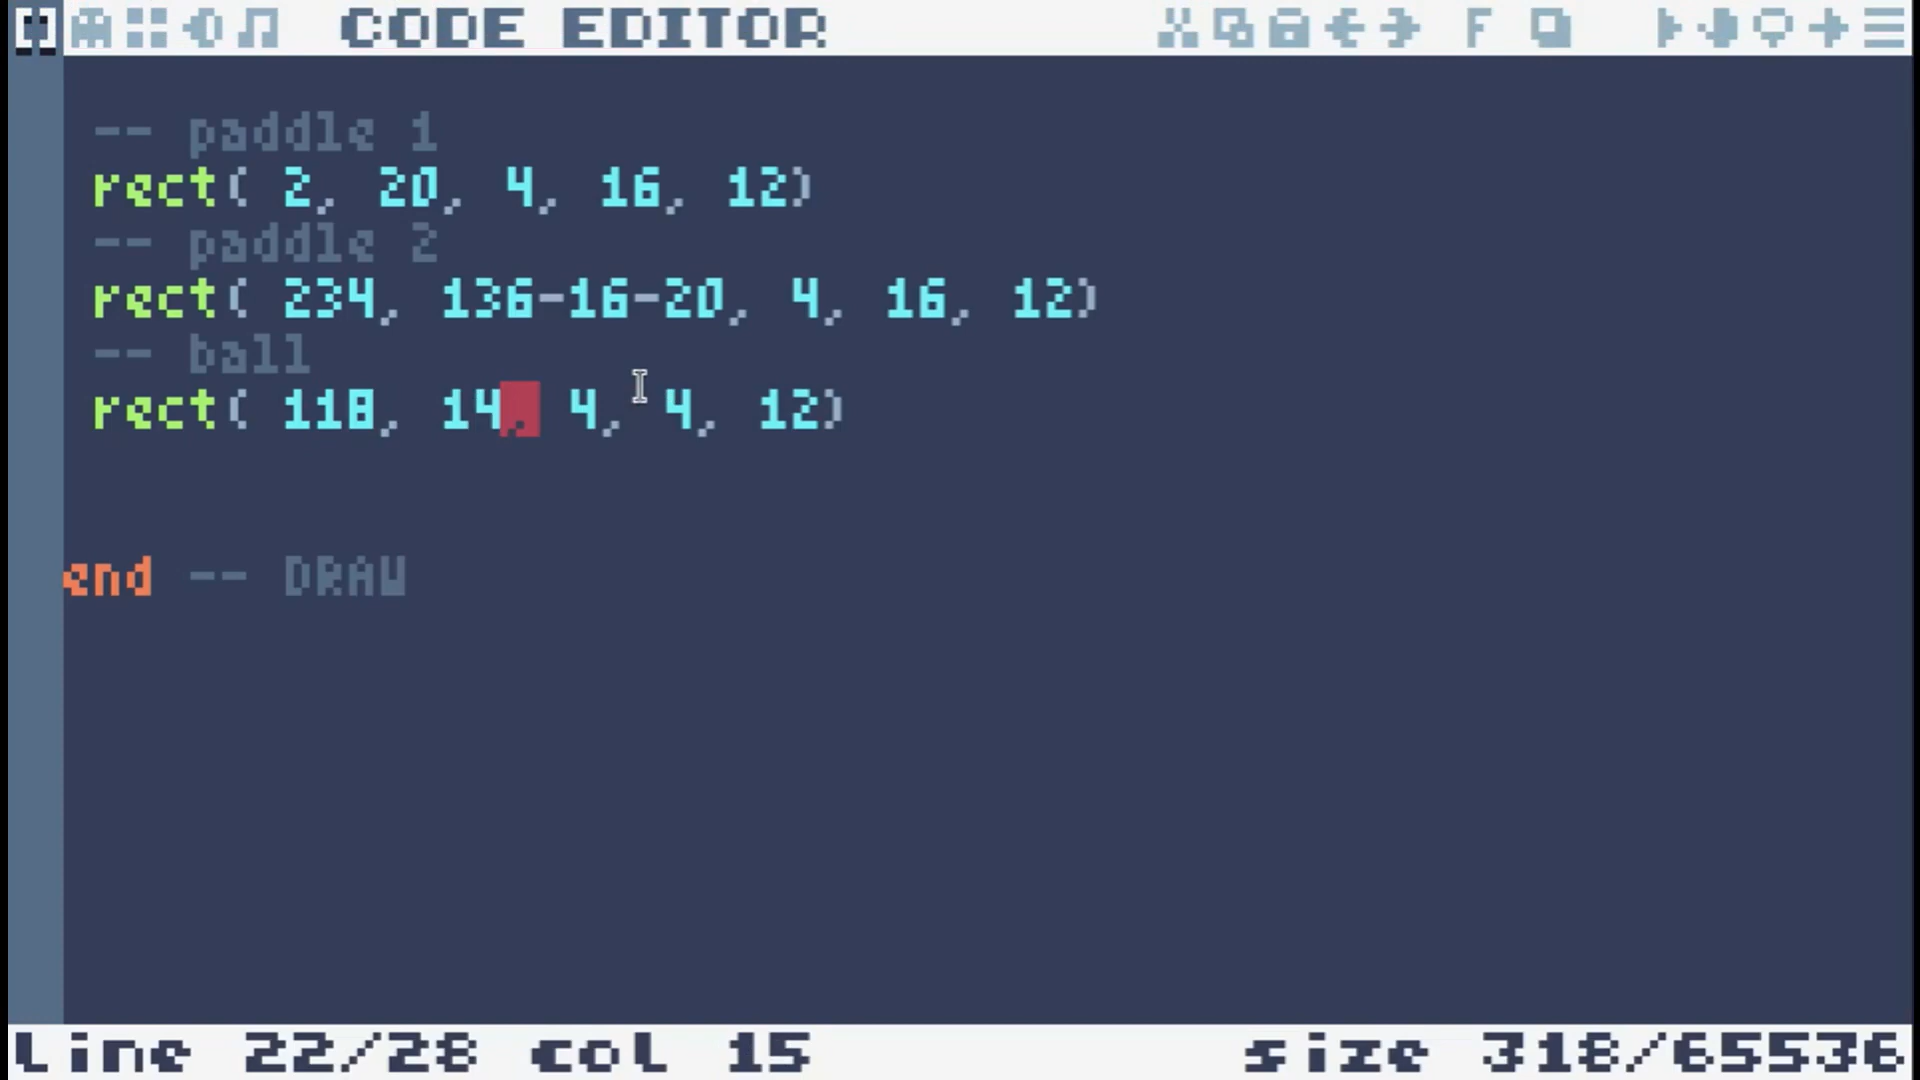 CODE EDITOR F
-- paddle 1
rect( 2, 20, 4, 16, 12)
-- paddle 2
rect( 234, 136-16-20, 4, 16, 12)
-- ball
rect( 118, 14, 4, 4, 12)
end -- DRAW
line 22/28 col 15 size 318/65536